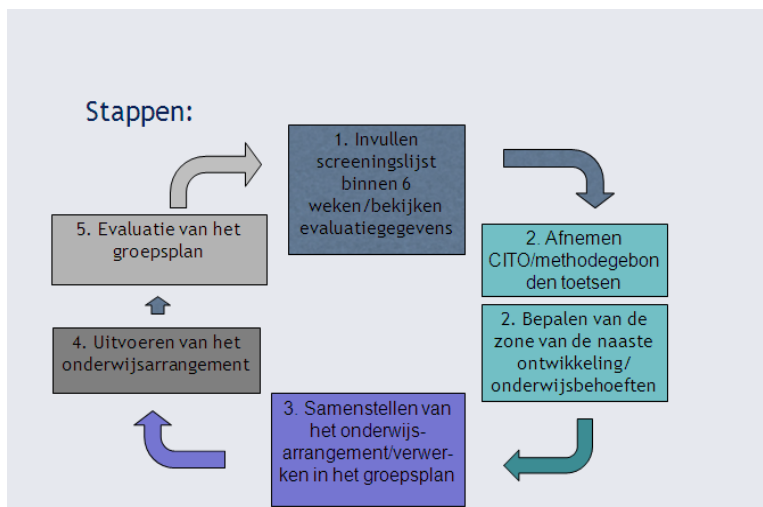 Stappen:
1. Invullen
screeningslijst
binnen 6
weken/bekijken
evaluatiegegevens
2. Afnemen
CITO/methodegebon
den toetsen
2. Bepalen van de
zone van de naaste
ontwikkeling/
onderwijsbehoeften
3. Samenstellen van
het onderwijs-
arrangement/verwer-
ken in het groepsplan
4. Uitvoeren van het
onderwijsarrangement
5. Evaluatie van het
groepsplan